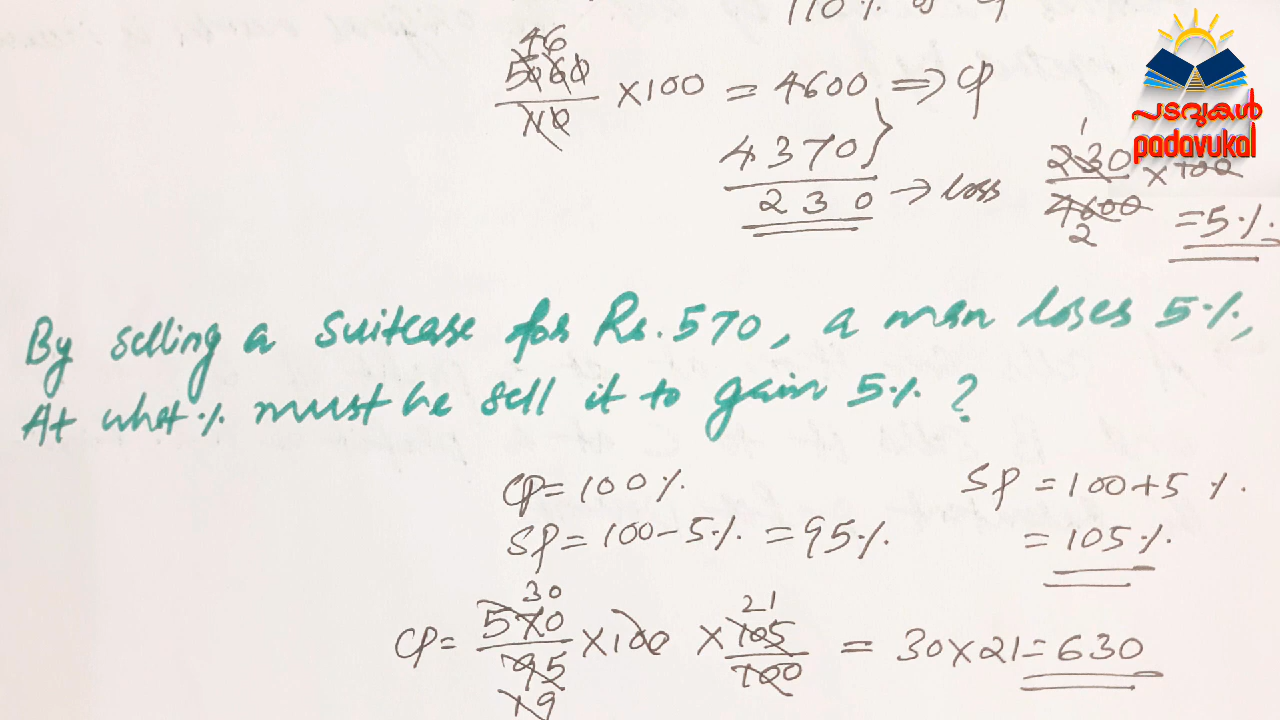 110% of
46
5060
110
×100 = 4600 ⇒ CP
4370
230 → loss
1
230
4600
2
×100
=5%
പടവുകൾ
padavukal
By selling a suitcase for Rs.570, a man loses 5%,
At what % must he sell it to gain 5% ?
CP= 100%
SP= 100-5% =95%
SP =100+5 %.
= 105%
30
CP= 570
95
19
×100 × 105
21
100
= 30×21=630